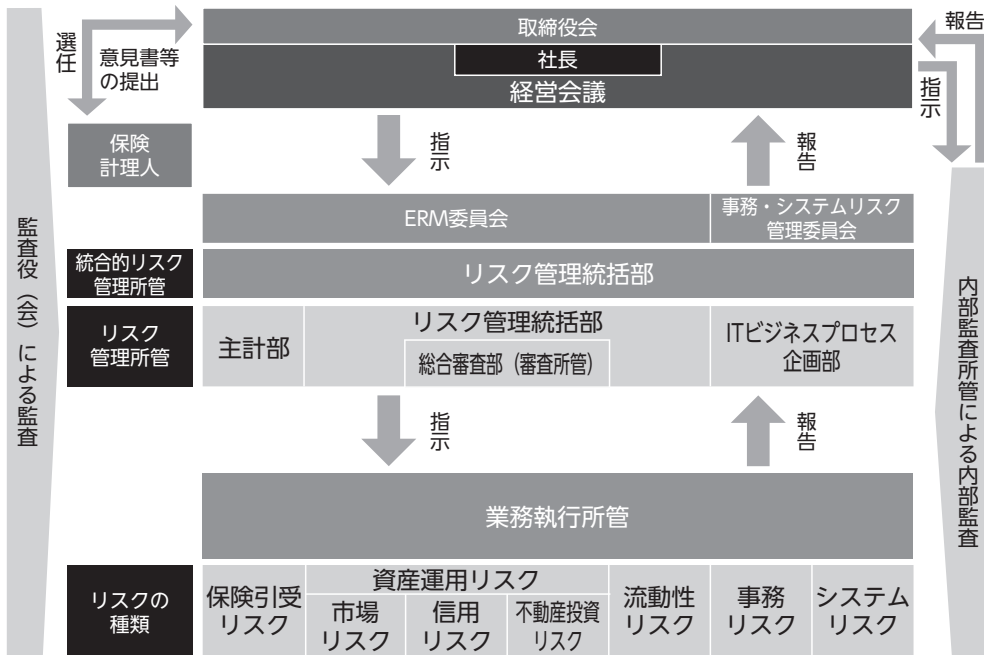 取締役会
社長
経営会議
選任
意見書等
の提出
報告
指示
保険
計理人
指示
報告
ERM委員会
事務・システムリスク
管理委員会
統合的リスク
管理所管
リスク管理統括部
リスク
管理所管
主計部
リスク管理統括部
総合審査部（審査所管）
ITビジネスプロセス
企画部
指示
報告
業務執行所管
リスクの
種類
保険引受
リスク
資産運用リスク
市場
リスク
信用
リスク
不動産投資
リスク
流動性
リスク
事務
リスク
システム
リスク
監査役（会）による監査
内部監査所管による内部監査